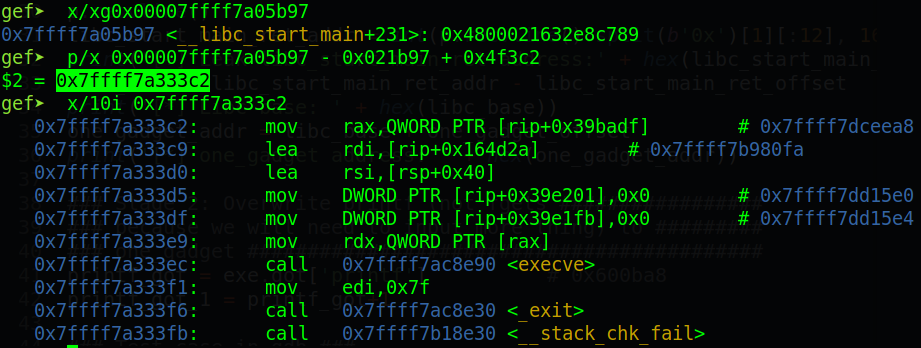 gef➤  x/xg0x00007ffff7a05b97
0x7ffff7a05b97 <__libc_start_main+231>: 0x4800021632e8c789
gef➤  p/x 0x00007ffff7a05b97 - 0x021b97 + 0x4f3c2
$2 = 0x7ffff7a333c2
gef➤  x/10i 0x7ffff7a333c2
0x7ffff7a333c2: mov rax,QWORD PTR [rip+0x39badf] # 0x7ffff7dceea8
0x7ffff7a333c9: lea rdi,[rip+0x164d2a] # 0x7ffff7b980fa
0x7ffff7a333d0: lea rsi,[rsp+0x40]
0x7ffff7a333d5: mov DWORD PTR [rip+0x39e201],0x0 # 0x7ffff7dd15e0
0x7ffff7a333df: mov DWORD PTR [rip+0x39e1fb],0x0 # 0x7ffff7dd15e4
0x7ffff7a333e9: mov rdx,QWORD PTR [rax]
0x7ffff7a333ec: call 0x7ffff7ac8e90 <execve>
0x7ffff7a333f1: mov edi,0x7f
0x7ffff7a333f6: call 0x7ffff7ac8e30 <_exit>
0x7ffff7a333fb: call 0x7ffff7b18e30 <__stack_chk_fail>